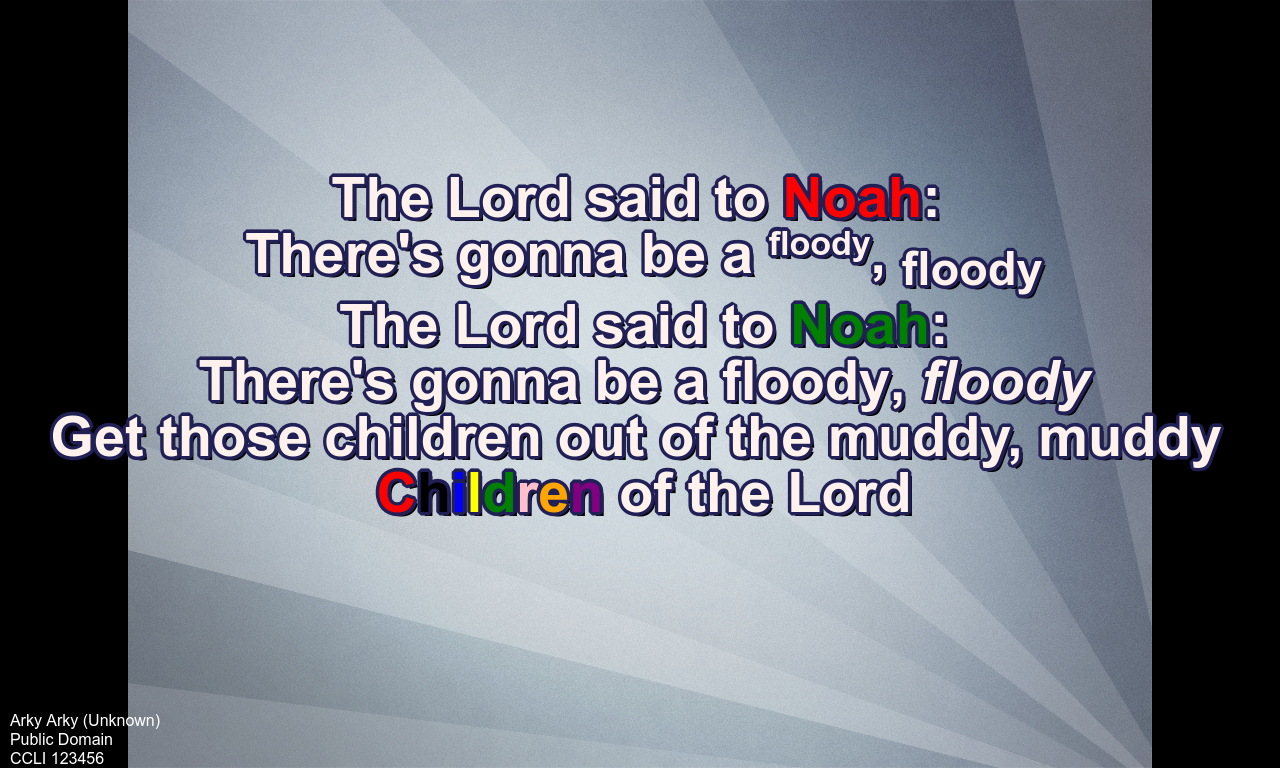 The Lord said to Noah:
There's gonna be a floody, floody
The Lord said to Noah:
There's gonna be a floody, floody
Get those children out of the muddy, muddy
Children of the Lord
Arky Arky (Unknown)
Public Domain
CCLI 123456